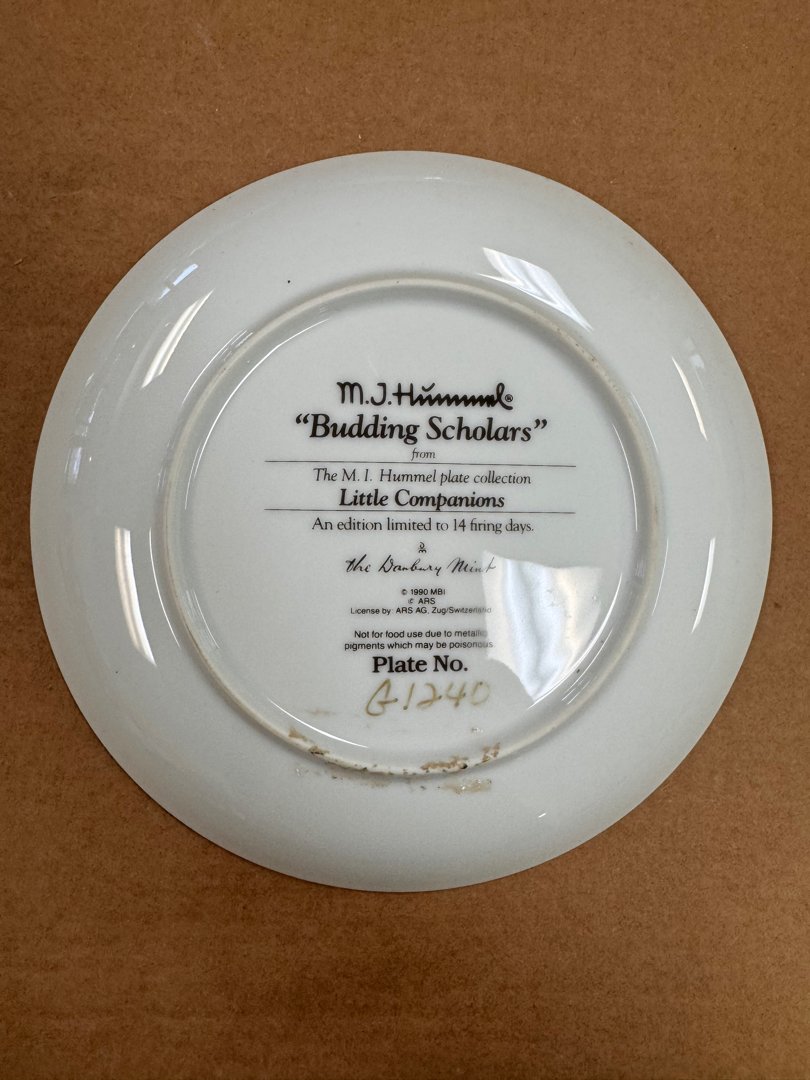 M.J.Hummel®
“Budding Scholars”
from
The M. I. Hummel plate collection
Little Companions
An edition limited to 14 firing days.
DM
the Danbury Mint
© 1990 MBI
© ARS
License by ARS AG, Zug/Switzerland
Not for food use due to metallic
pigments which may be poisonous
Plate No.
G1240